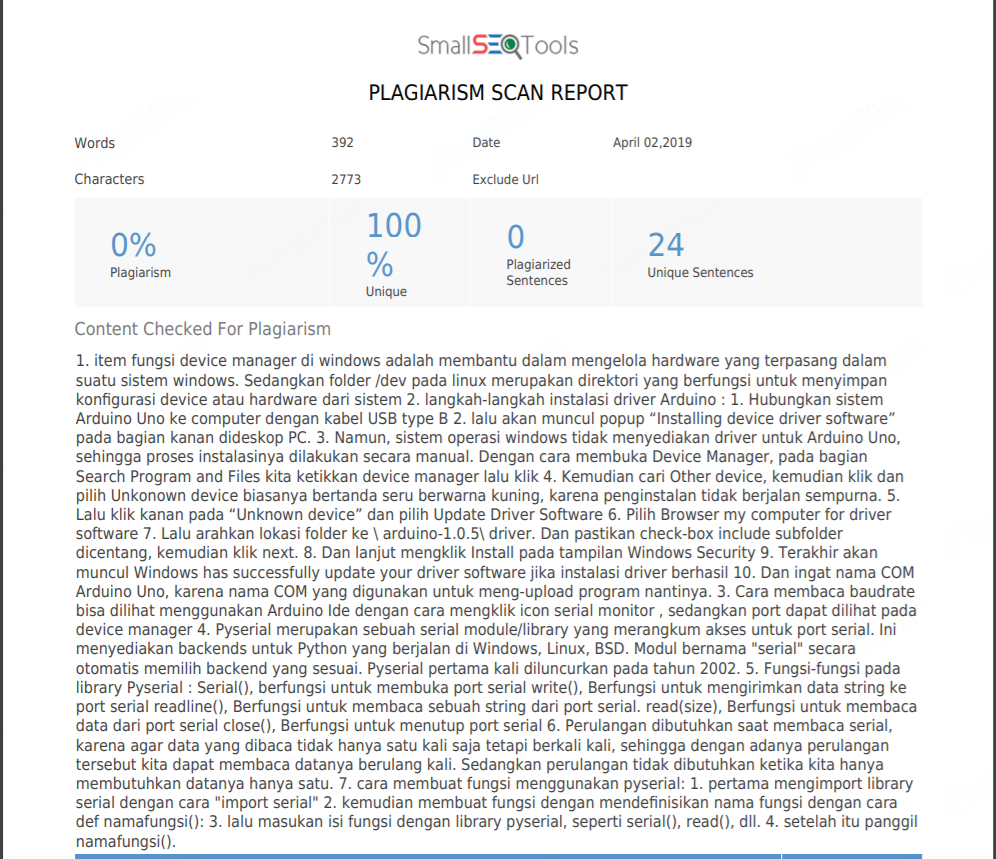 SmallSEOTools
PLAGIARISM SCAN REPORT
Words 392 Date April 02,2019
Characters 2773 Exclude Url
0%
Plagiarism
100
%
Unique
0
Plagiarized
Sentences
24
Unique Sentences
Content Checked For Plagiarism
1. item fungsi device manager di windows adalah membantu dalam mengelola hardware yang terpasang dalam
suatu sistem windows. Sedangkan folder /dev pada linux merupakan direktori yang berfungsi untuk menyimpan
konfigurasi device atau hardware dari sistem 2. langkah-langkah instalasi driver Arduino : 1. Hubungkan sistem
Arduino Uno ke computer dengan kabel USB type B 2. lalu akan muncul popup “Installing device driver software”
pada bagian kanan dideskop PC. 3. Namun, sistem operasi windows tidak menyediakan driver untuk Arduino Uno,
sehingga proses instalasinya dilakukan secara manual. Dengan cara membuka Device Manager, pada bagian
Search Program and Files kita ketikkan device manager lalu klik 4. Kemudian cari Other device, kemudian klik dan
pilih Unkonown device biasanya bertanda seru berwarna kuning, karena penginstalan tidak berjalan sempurna. 5.
Lalu klik kanan pada “Unknown device” dan pilih Update Driver Software 6. Pilih Browser my computer for driver
software 7. Lalu arahkan lokasi folder ke \ arduino-1.0.5\ driver. Dan pastikan check-box include subfolder
dicentang, kemudian klik next. 8. Dan lanjut mengklik Install pada tampilan Windows Security 9. Terakhir akan
muncul Windows has successfully update your driver software jika instalasi driver berhasil 10. Dan ingat nama COM
Arduino Uno, karena nama COM yang digunakan untuk meng-upload program nantinya. 3. Cara membaca baudrate
bisa dilihat menggunakan Arduino Ide dengan cara mengklik icon serial monitor , sedangkan port dapat dilihat pada
device manager 4. Pyserial merupakan sebuah serial module/library yang merangkum akses untuk port serial. Ini
menyediakan backends untuk Python yang berjalan di Windows, Linux, BSD. Modul bernama "serial" secara
otomatis memilih backend yang sesuai. Pyserial pertama kali diluncurkan pada tahun 2002. 5. Fungsi-fungsi pada
library Pyserial : Serial(), berfungsi untuk membuka port serial write(), Berfungsi untuk mengirimkan data string ke
port serial readline(), Berfungsi untuk membaca sebuah string dari port serial. read(size), Berfungsi untuk membaca
data dari port serial close(), Berfungsi untuk menutup port serial 6. Perulangan dibutuhkan saat membaca serial,
karena agar data yang dibaca tidak hanya satu kali saja tetapi berkali kali, sehingga dengan adanya perulangan
tersebut kita dapat membaca datanya berulang kali. Sedangkan perulangan tidak dibutuhkan ketika kita hanya
membutuhkan datanya hanya satu. 7. cara membuat fungsi menggunakan pyserial: 1. pertama mengimport library
serial dengan cara "import serial" 2. kemudian membuat fungsi dengan mendefinisikan nama fungsi dengan cara
def namafungsi(): 3. lalu masukan isi fungsi dengan library pyserial, seperti serial(), read(), dll. 4. setelah itu panggil
namafungsi().